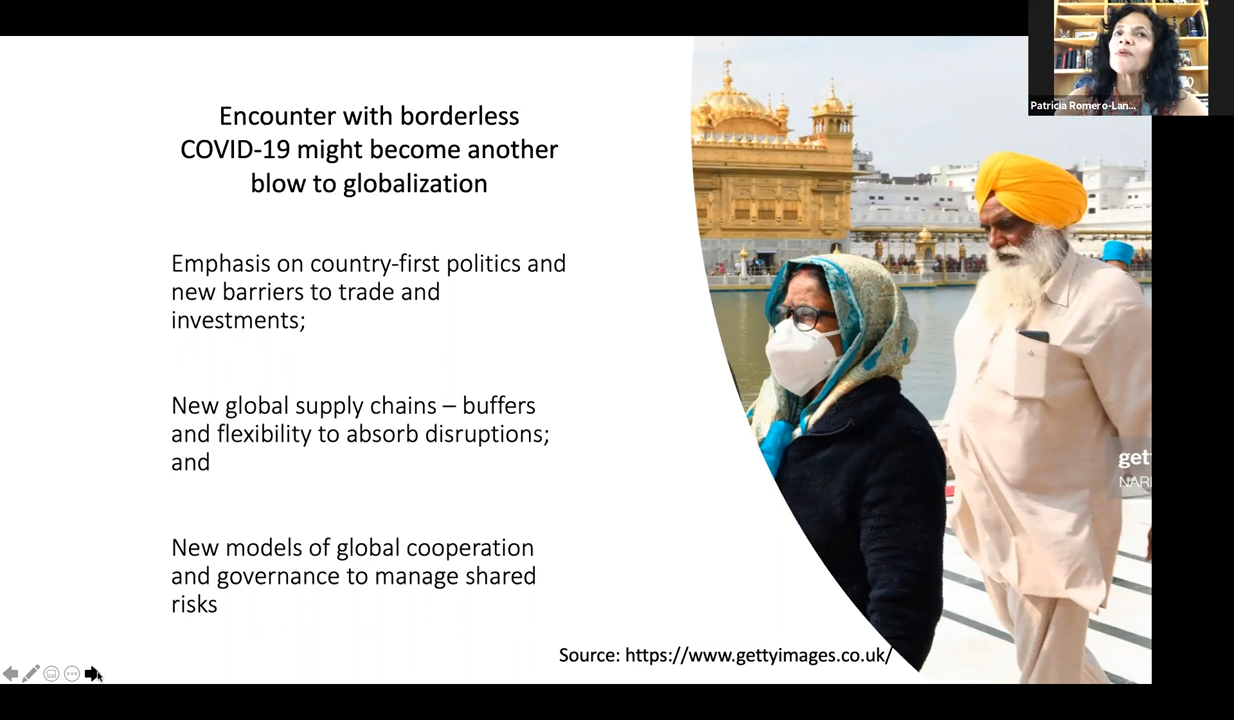 Patricia Romero-Lan...
Encounter with borderless
COVID-19 might become another
blow to globalization
Emphasis on country-first politics and
new barriers to trade and
investments;
New global supply chains – buffers
and flexibility to absorb disruptions;
and
New models of global cooperation
and governance to manage shared
risks
gett
NARI
Source: https://www.gettyimages.co.uk/